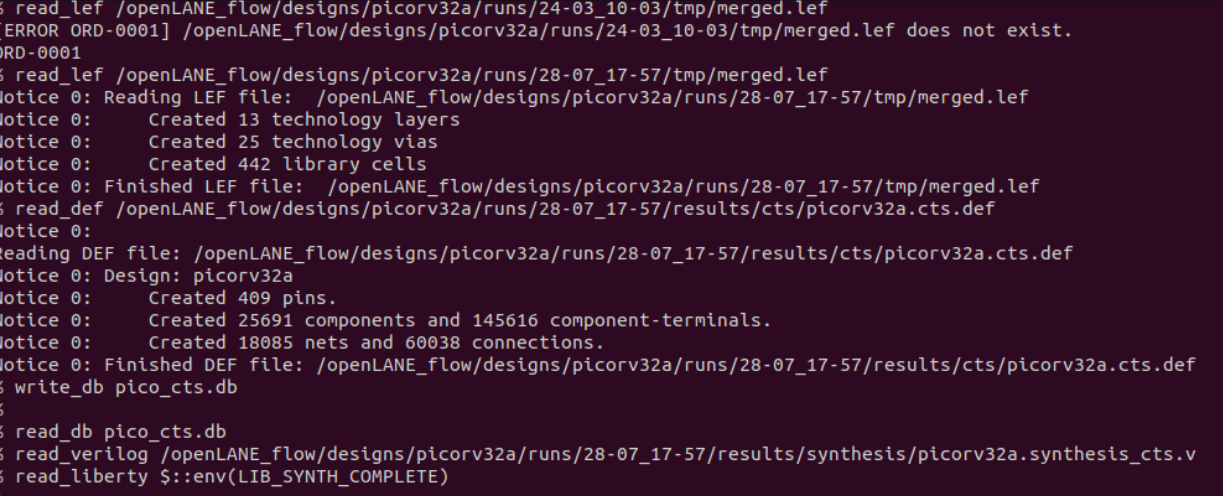 % read_lef /openLANE_flow/designs/picorv32a/runs/24-03_10-03/tmp/merged.lef
[ERROR ORD-0001] /openLANE_flow/designs/picorv32a/runs/24-03_10-03/tmp/merged.lef does not exist.
ORD-0001
% read_lef /openLANE_flow/designs/picorv32a/runs/28-07_17-57/tmp/merged.lef
Notice 0: Reading LEF file:  /openLANE_flow/designs/picorv32a/runs/28-07_17-57/tmp/merged.lef
Notice 0:     Created 13 technology layers
Notice 0:     Created 25 technology vias
Notice 0:     Created 442 library cells
Notice 0: Finished LEF file:  /openLANE_flow/designs/picorv32a/runs/28-07_17-57/tmp/merged.lef
% read_def /openLANE_flow/designs/picorv32a/runs/28-07_17-57/results/cts/picorv32a.cts.def
Notice 0:
Reading DEF file: /openLANE_flow/designs/picorv32a/runs/28-07_17-57/results/cts/picorv32a.cts.def
Notice 0: Design: picorv32a
Notice 0:     Created 409 pins.
Notice 0:     Created 25691 components and 145616 component-terminals.
Notice 0:     Created 18085 nets and 60038 connections.
Notice 0: Finished DEF file: /openLANE_flow/designs/picorv32a/runs/28-07_17-57/results/cts/picorv32a.cts.def
% write_db pico_cts.db
%
% read_db pico_cts.db
% read_verilog /openLANE_flow/designs/picorv32a/runs/28-07_17-57/results/synthesis/picorv32a.synthesis_cts.v
% read_liberty $::env(LIB_SYNTH_COMPLETE)